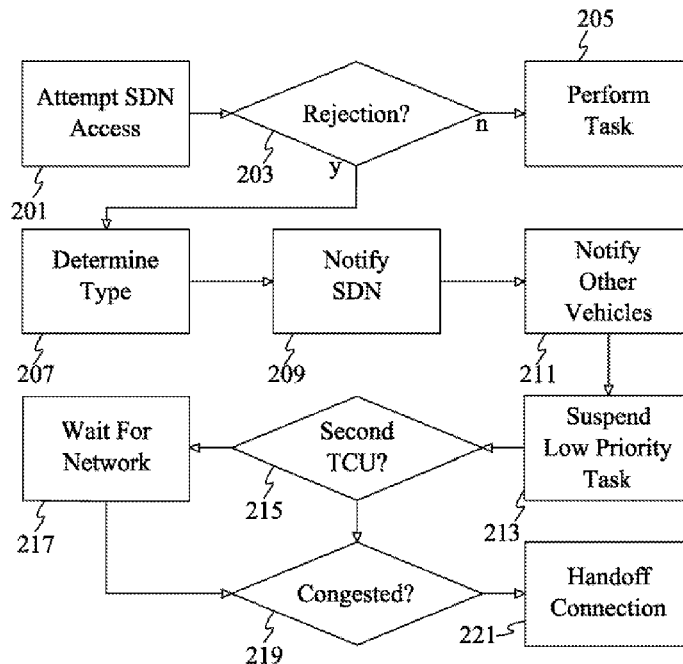 205
Attempt SDN
Access
Rejection?
n
Perform
Task
y
203
201
Determine
Type
Notify
SDN
Notify
Other
Vehicles
207
209
211
Wait For
Network
Second
TCU?
Suspend
Low Priority
Task
217
215
213
Congested?
Handoff
Connection
219
221